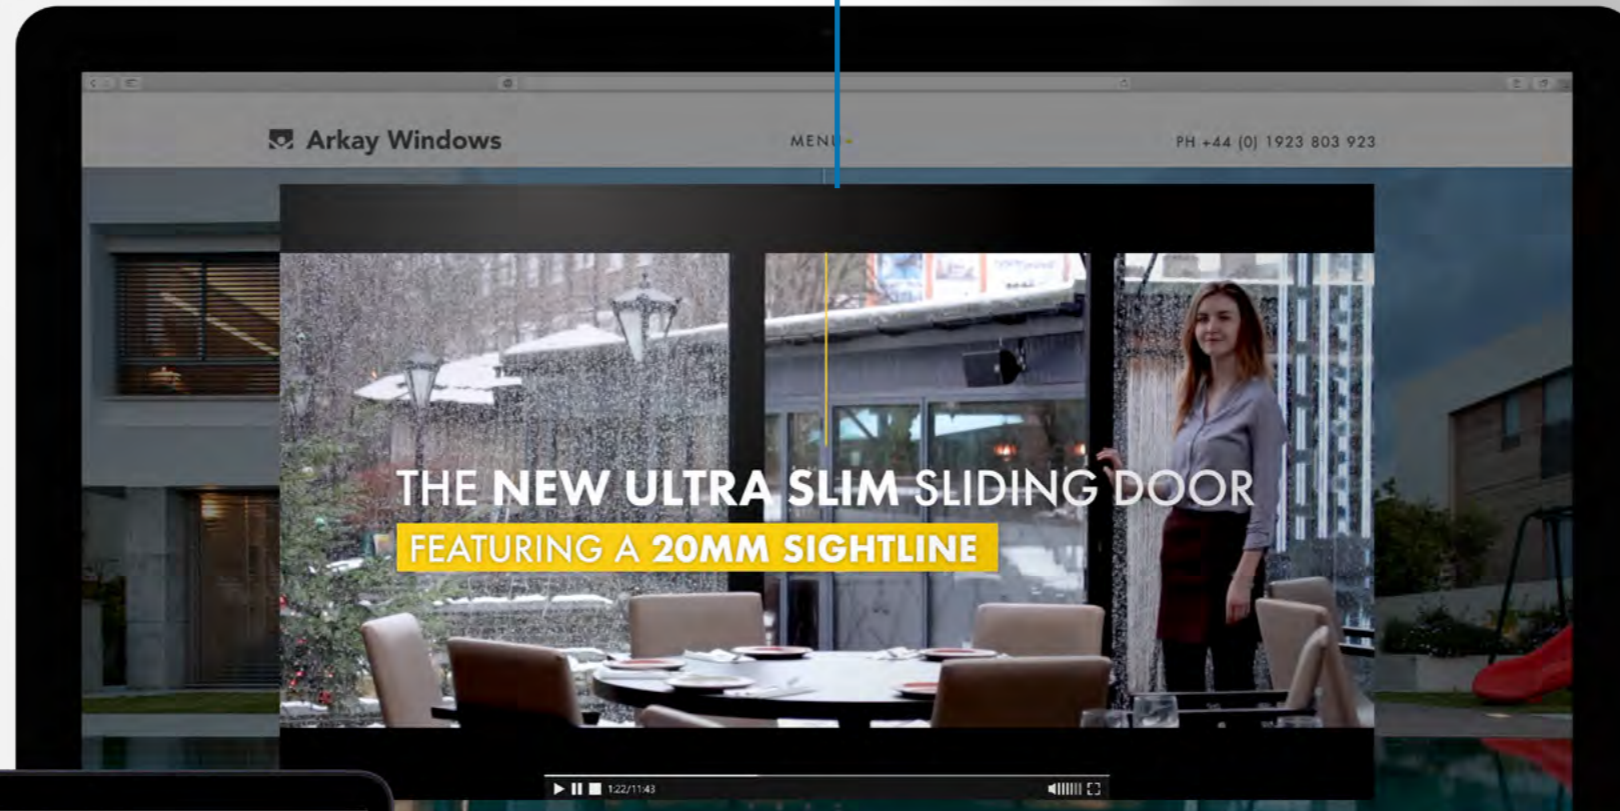 Arkay Windows
MENU
PH +44 (0) 1923 803 923
THE NEW ULTRA SLIM SLIDING DOOR
FEATURING A 20MM SIGHTLINE
1:22/11:43